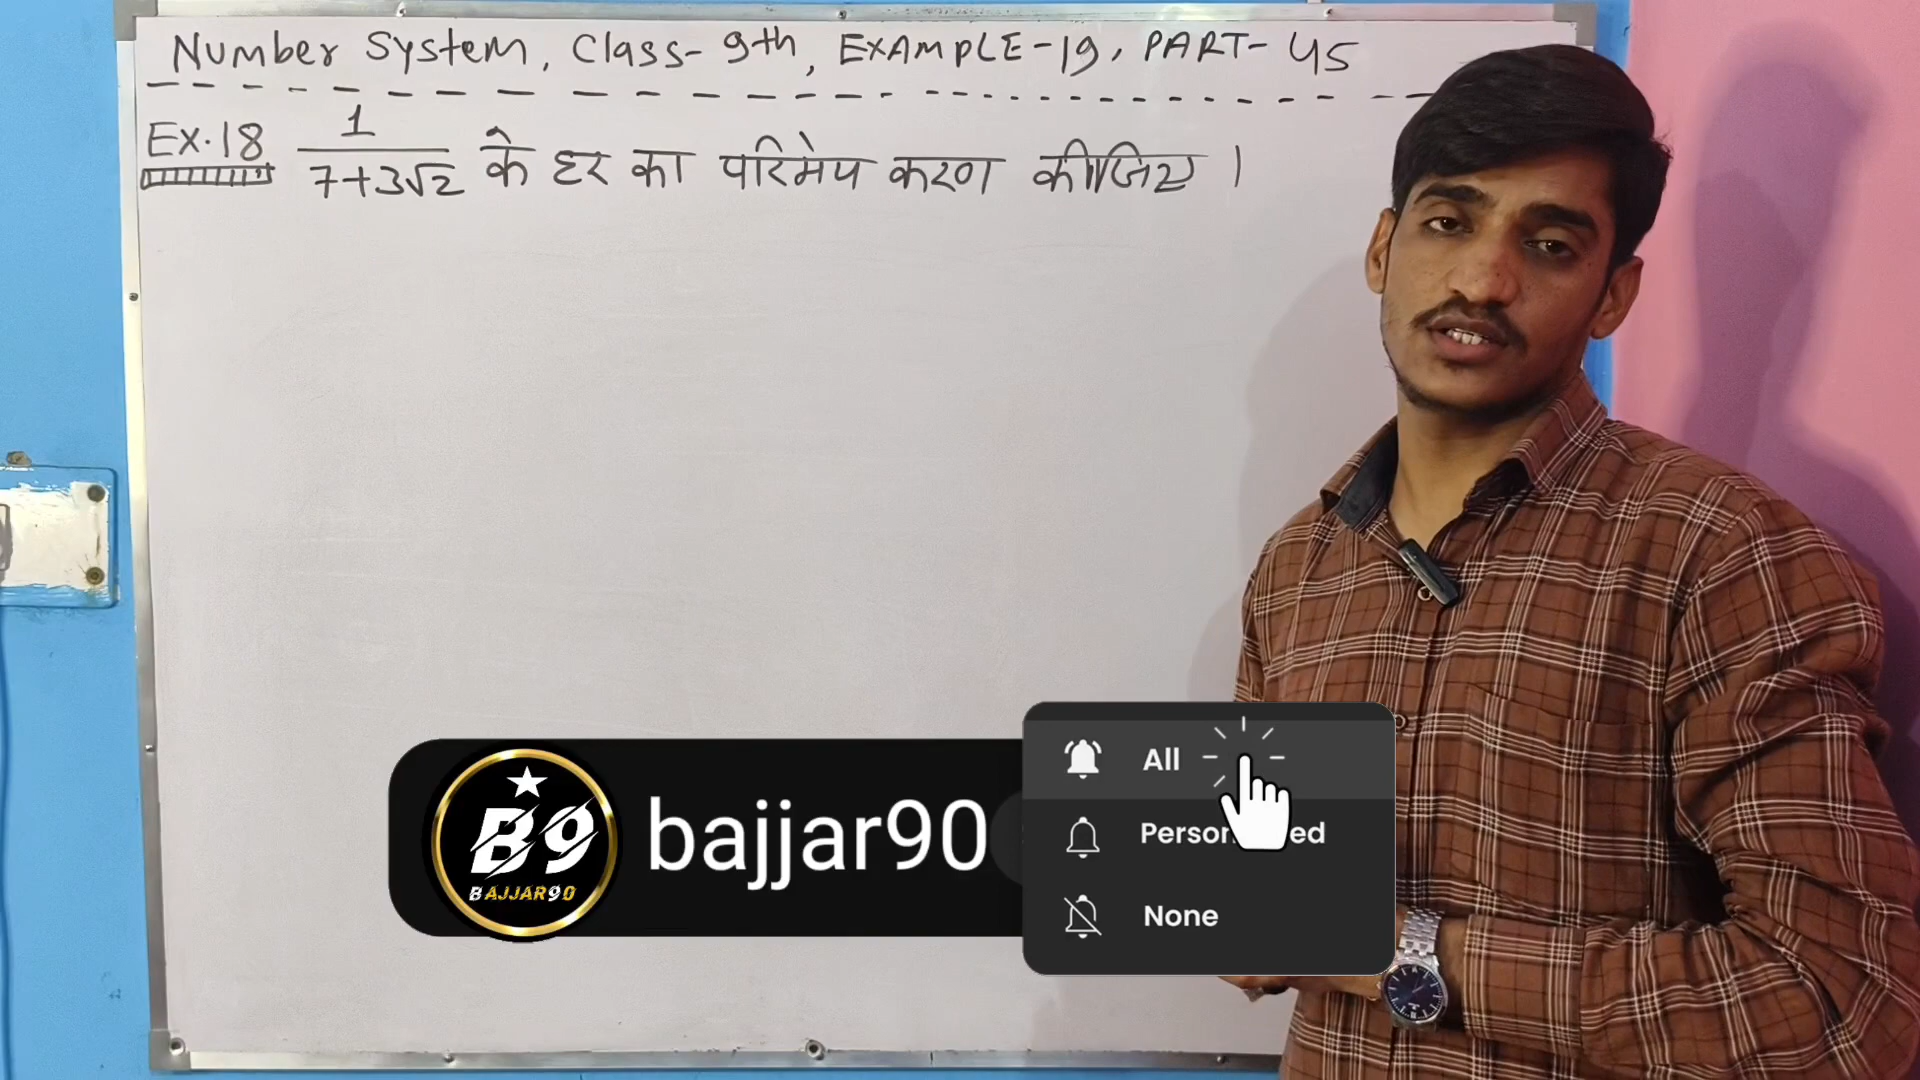 Number System, Class-9th, EXAMPLE-19, PART-45
Ex.18 1/7+3√2 के हर का परिमेय करण कीजिए।
B9
BAJJAR90
bajjar90
All
None